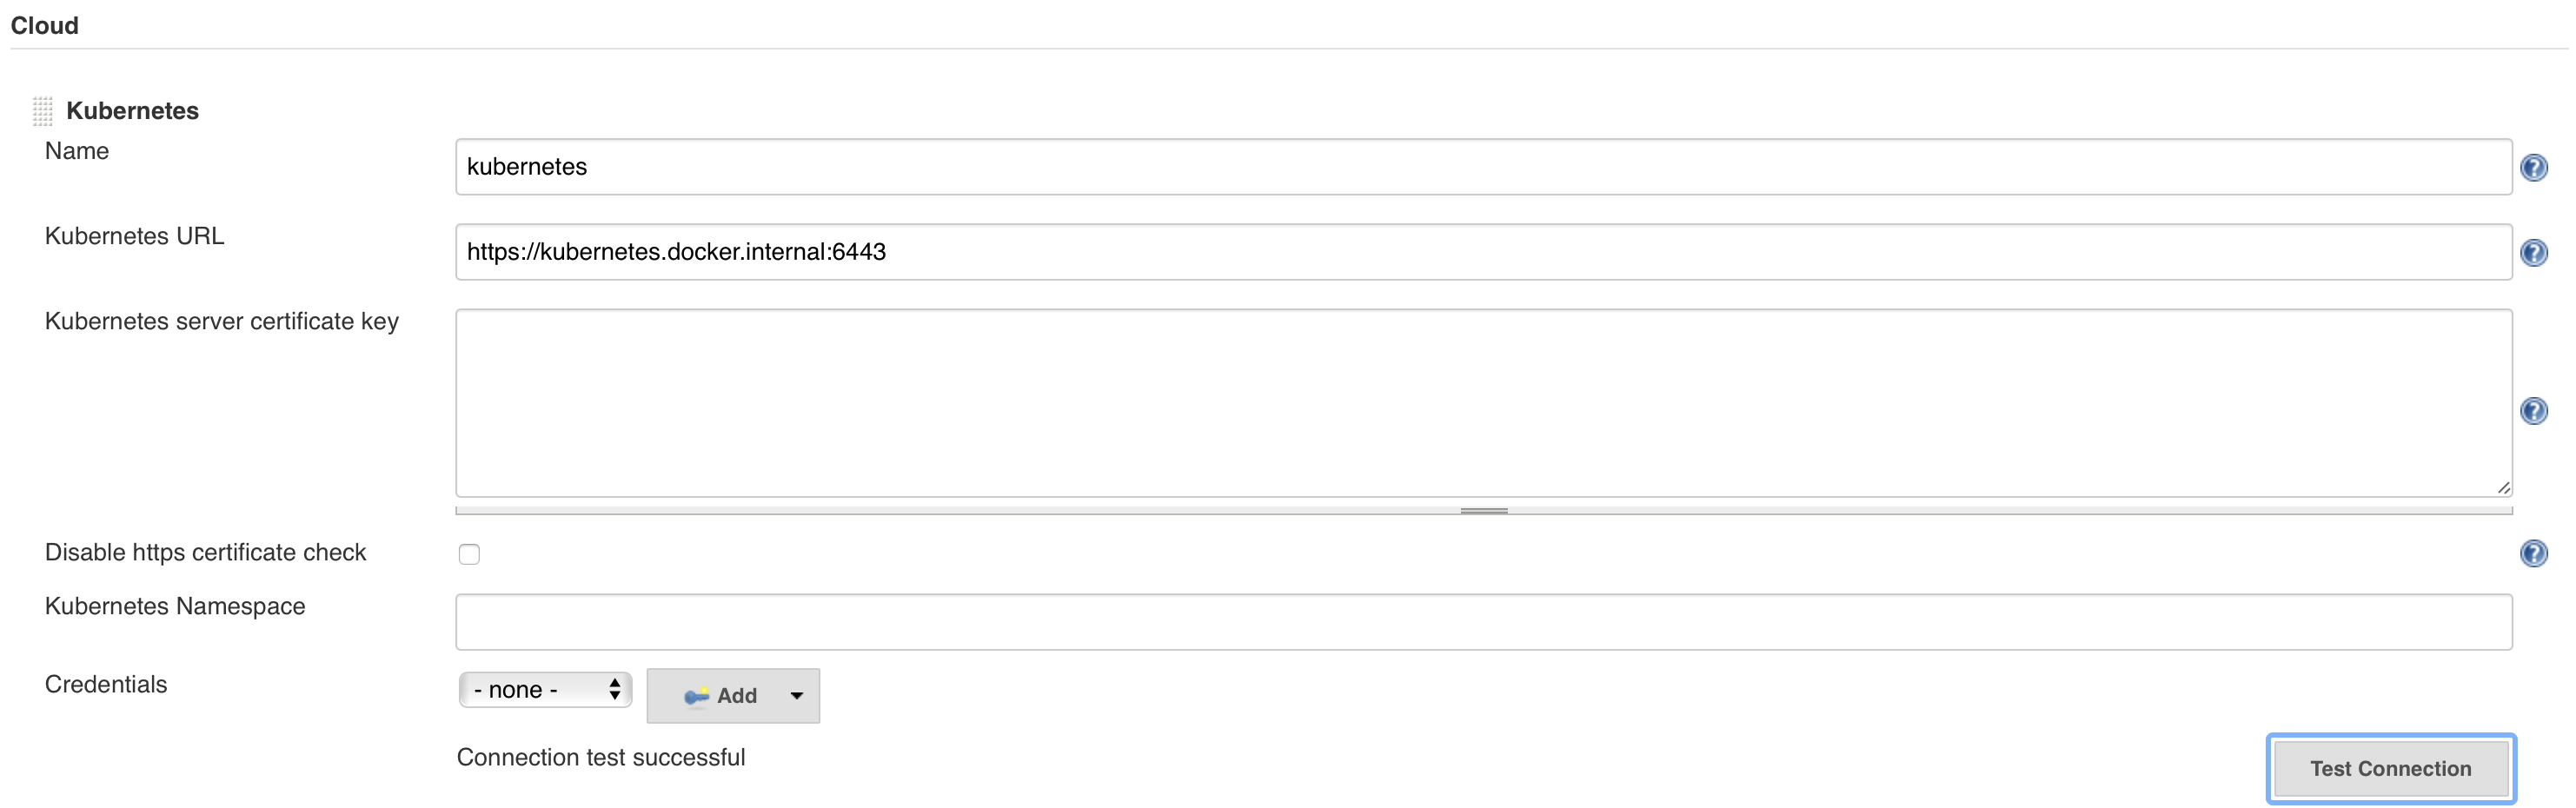 Cloud
Kubernetes
Name
kubernetes
Kubernetes URL
https://kubernetes.docker.internal:6443
Kubernetes server certificate key
Disable https certificate check
Kubernetes Namespace
Credentials
- none -
Add
Connection test successful
Test Connection